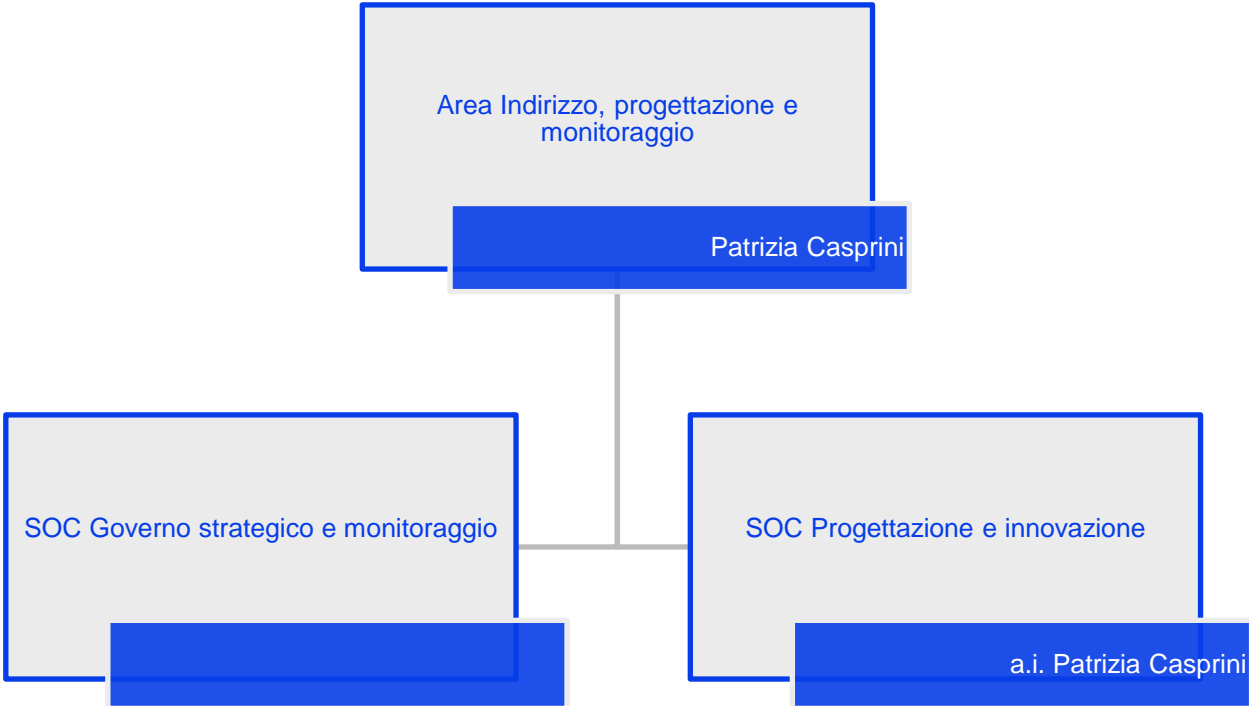 Area Indirizzo, progettazione e
monitoraggio
Patrizia Casprini
SOC Governo strategico e monitoraggio
SOC Progettazione e innovazione
a.i. Patrizia Casprini